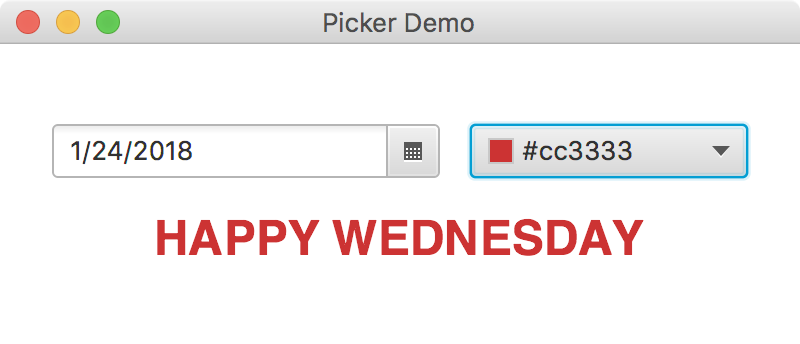 Picker Demo
1/24/2018 #cc3333
HAPPY WEDNESDAY